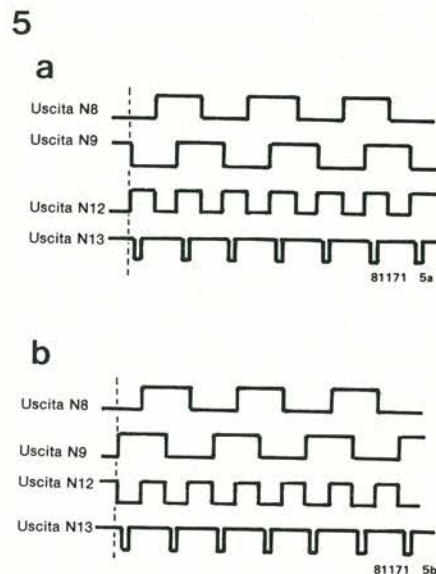 5
a
Uscita N8
Uscita N9
Uscita N12
Uscita N13
81171 5a
b
Uscita N8
Uscita N9
Uscita N12
Uscita N13
81171 5b